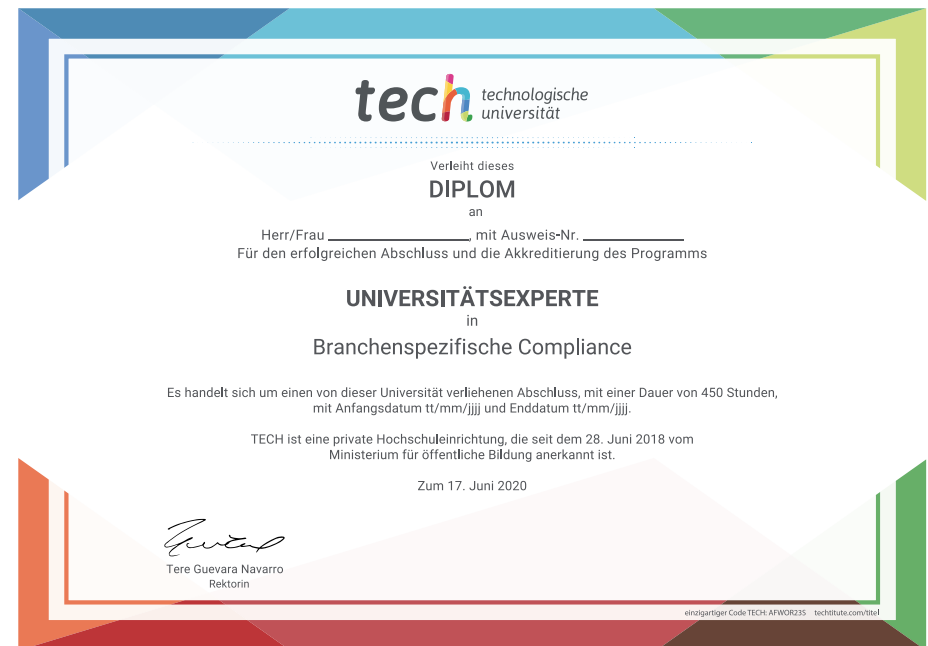 tech technologische
universität
Verleiht dieses
DIPLOM
an
Herr/Frau ____________________, mit Ausweis-Nr. ______________
Für den erfolgreichen Abschluss und die Akkreditierung des Programms
UNIVERSITÄTSEXPERTE
in
Branchenspezifische Compliance
Es handelt sich um einen von dieser Universität verliehenen Abschluss, mit einer Dauer von 450 Stunden,
mit Anfangsdatum tt/mm/jjjj und Enddatum tt/mm/jjjj.
TECH ist eine private Hochschuleinrichtung, die seit dem 28. Juni 2018 vom
Ministerium für öffentliche Bildung anerkannt ist.
Zum 17. Juni 2020
Tere Guevara Navarro
Rektorin
einzigartiger Code TECH: AFWOR23S techtitute.com/titel